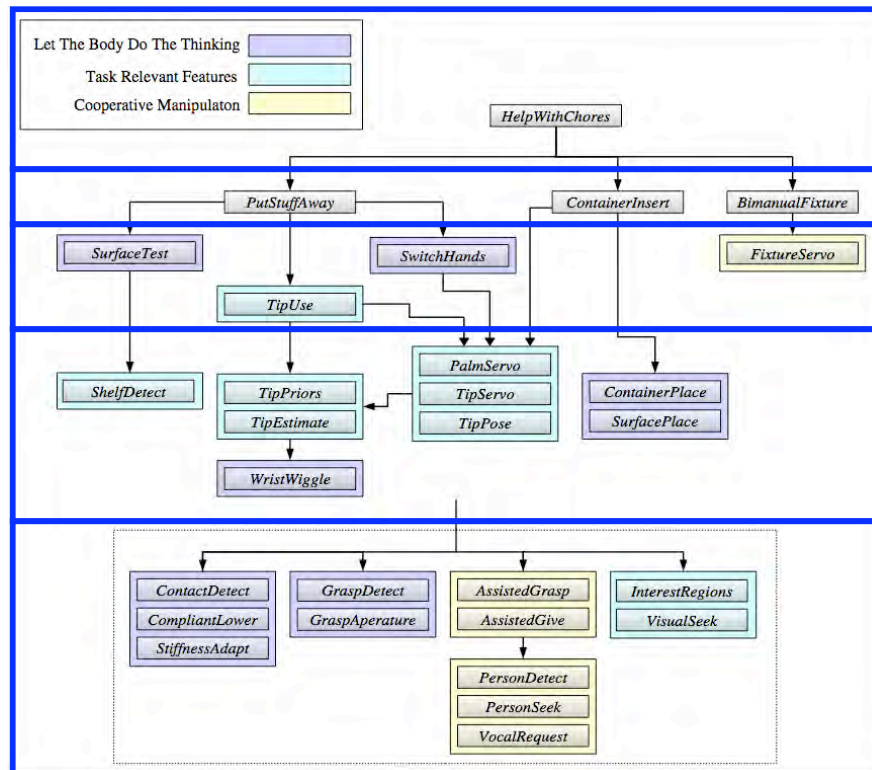 Let The Body Do The Thinking
Task Relevant Features
Cooperative Manipulaton
HelpWithChores
PutStuffAway
ContainerInsert
BimanualFixture
SurfaceTest
SwitchHands
FixtureServo
TipUse
PalmServo
ShelfDetect
TipPriors
TipServo
ContainerPlace
TipEstimate
TipPose
SurfacePlace
WristWiggle
ContactDetect
GraspDetect
AssistedGrasp
InterestRegions
CompliantLower
GraspAperature
AssistedGive
VisualSeek
StiffnessAdapt
PersonDetect
PersonSeek
VocalRequest